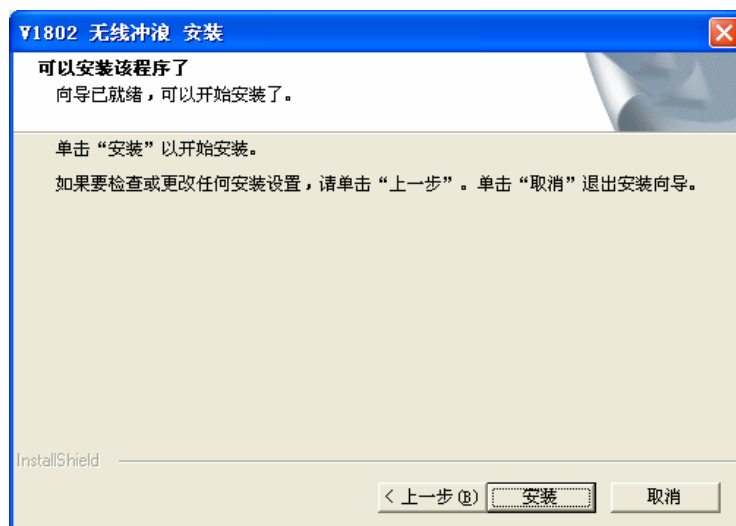 V1802 无线冲浪 安装
可以安装该程序了
向导已就绪，可以开始安装了。
单击“安装”以开始安装。
如果要检查或更改任何安装设置，请单击“上一步”。单击“取消”退出安装向导。
InstallShield
< 上一步(B) 安装 取消